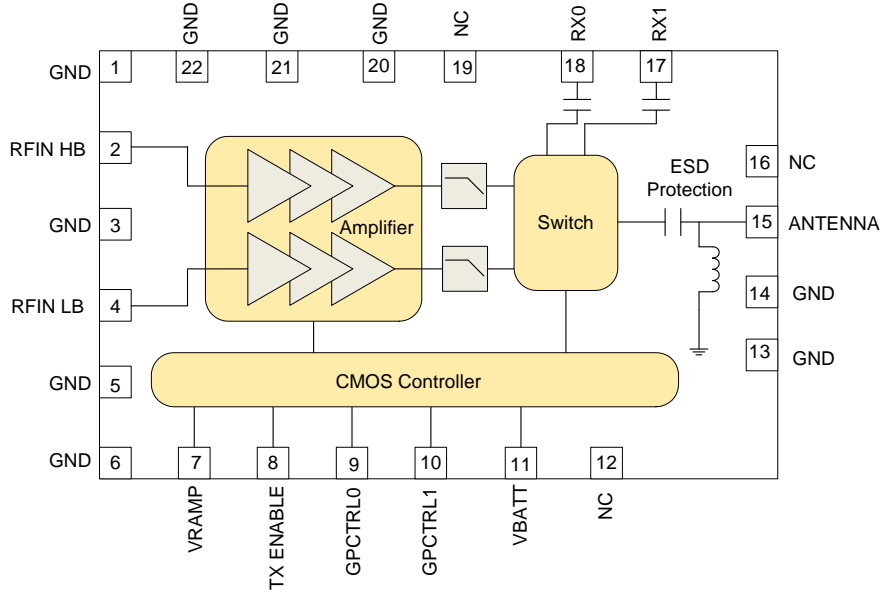 GND
GND
GND
NC
RX0
RX1
22
21
20
19
18
17
GND 1
RFIN HB 2
GND 3
RFIN LB 4
GND 5
GND 6
Amplifier
Switch
ESD
Protection
16 NC
15 ANTENNA
14 GND
13 GND
CMOS Controller
7
8
9
10
11
12
VRAMP
TX ENABLE
GPCTRL0
GPCTRL1
VBATT
NC